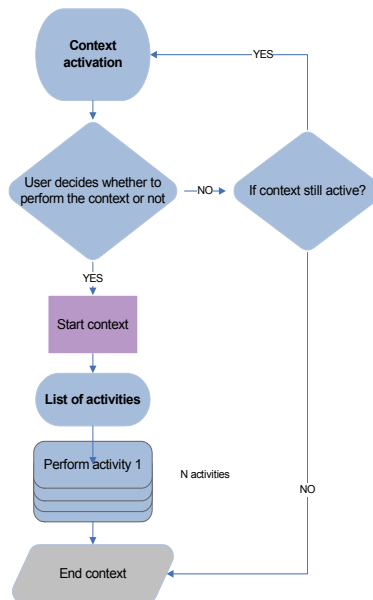 Context
activation
YES
User decides whether to
perform the context or not
NO
If context still active?
YES
Start context
List of activities
Perform activity 1
N activities
NO
End context